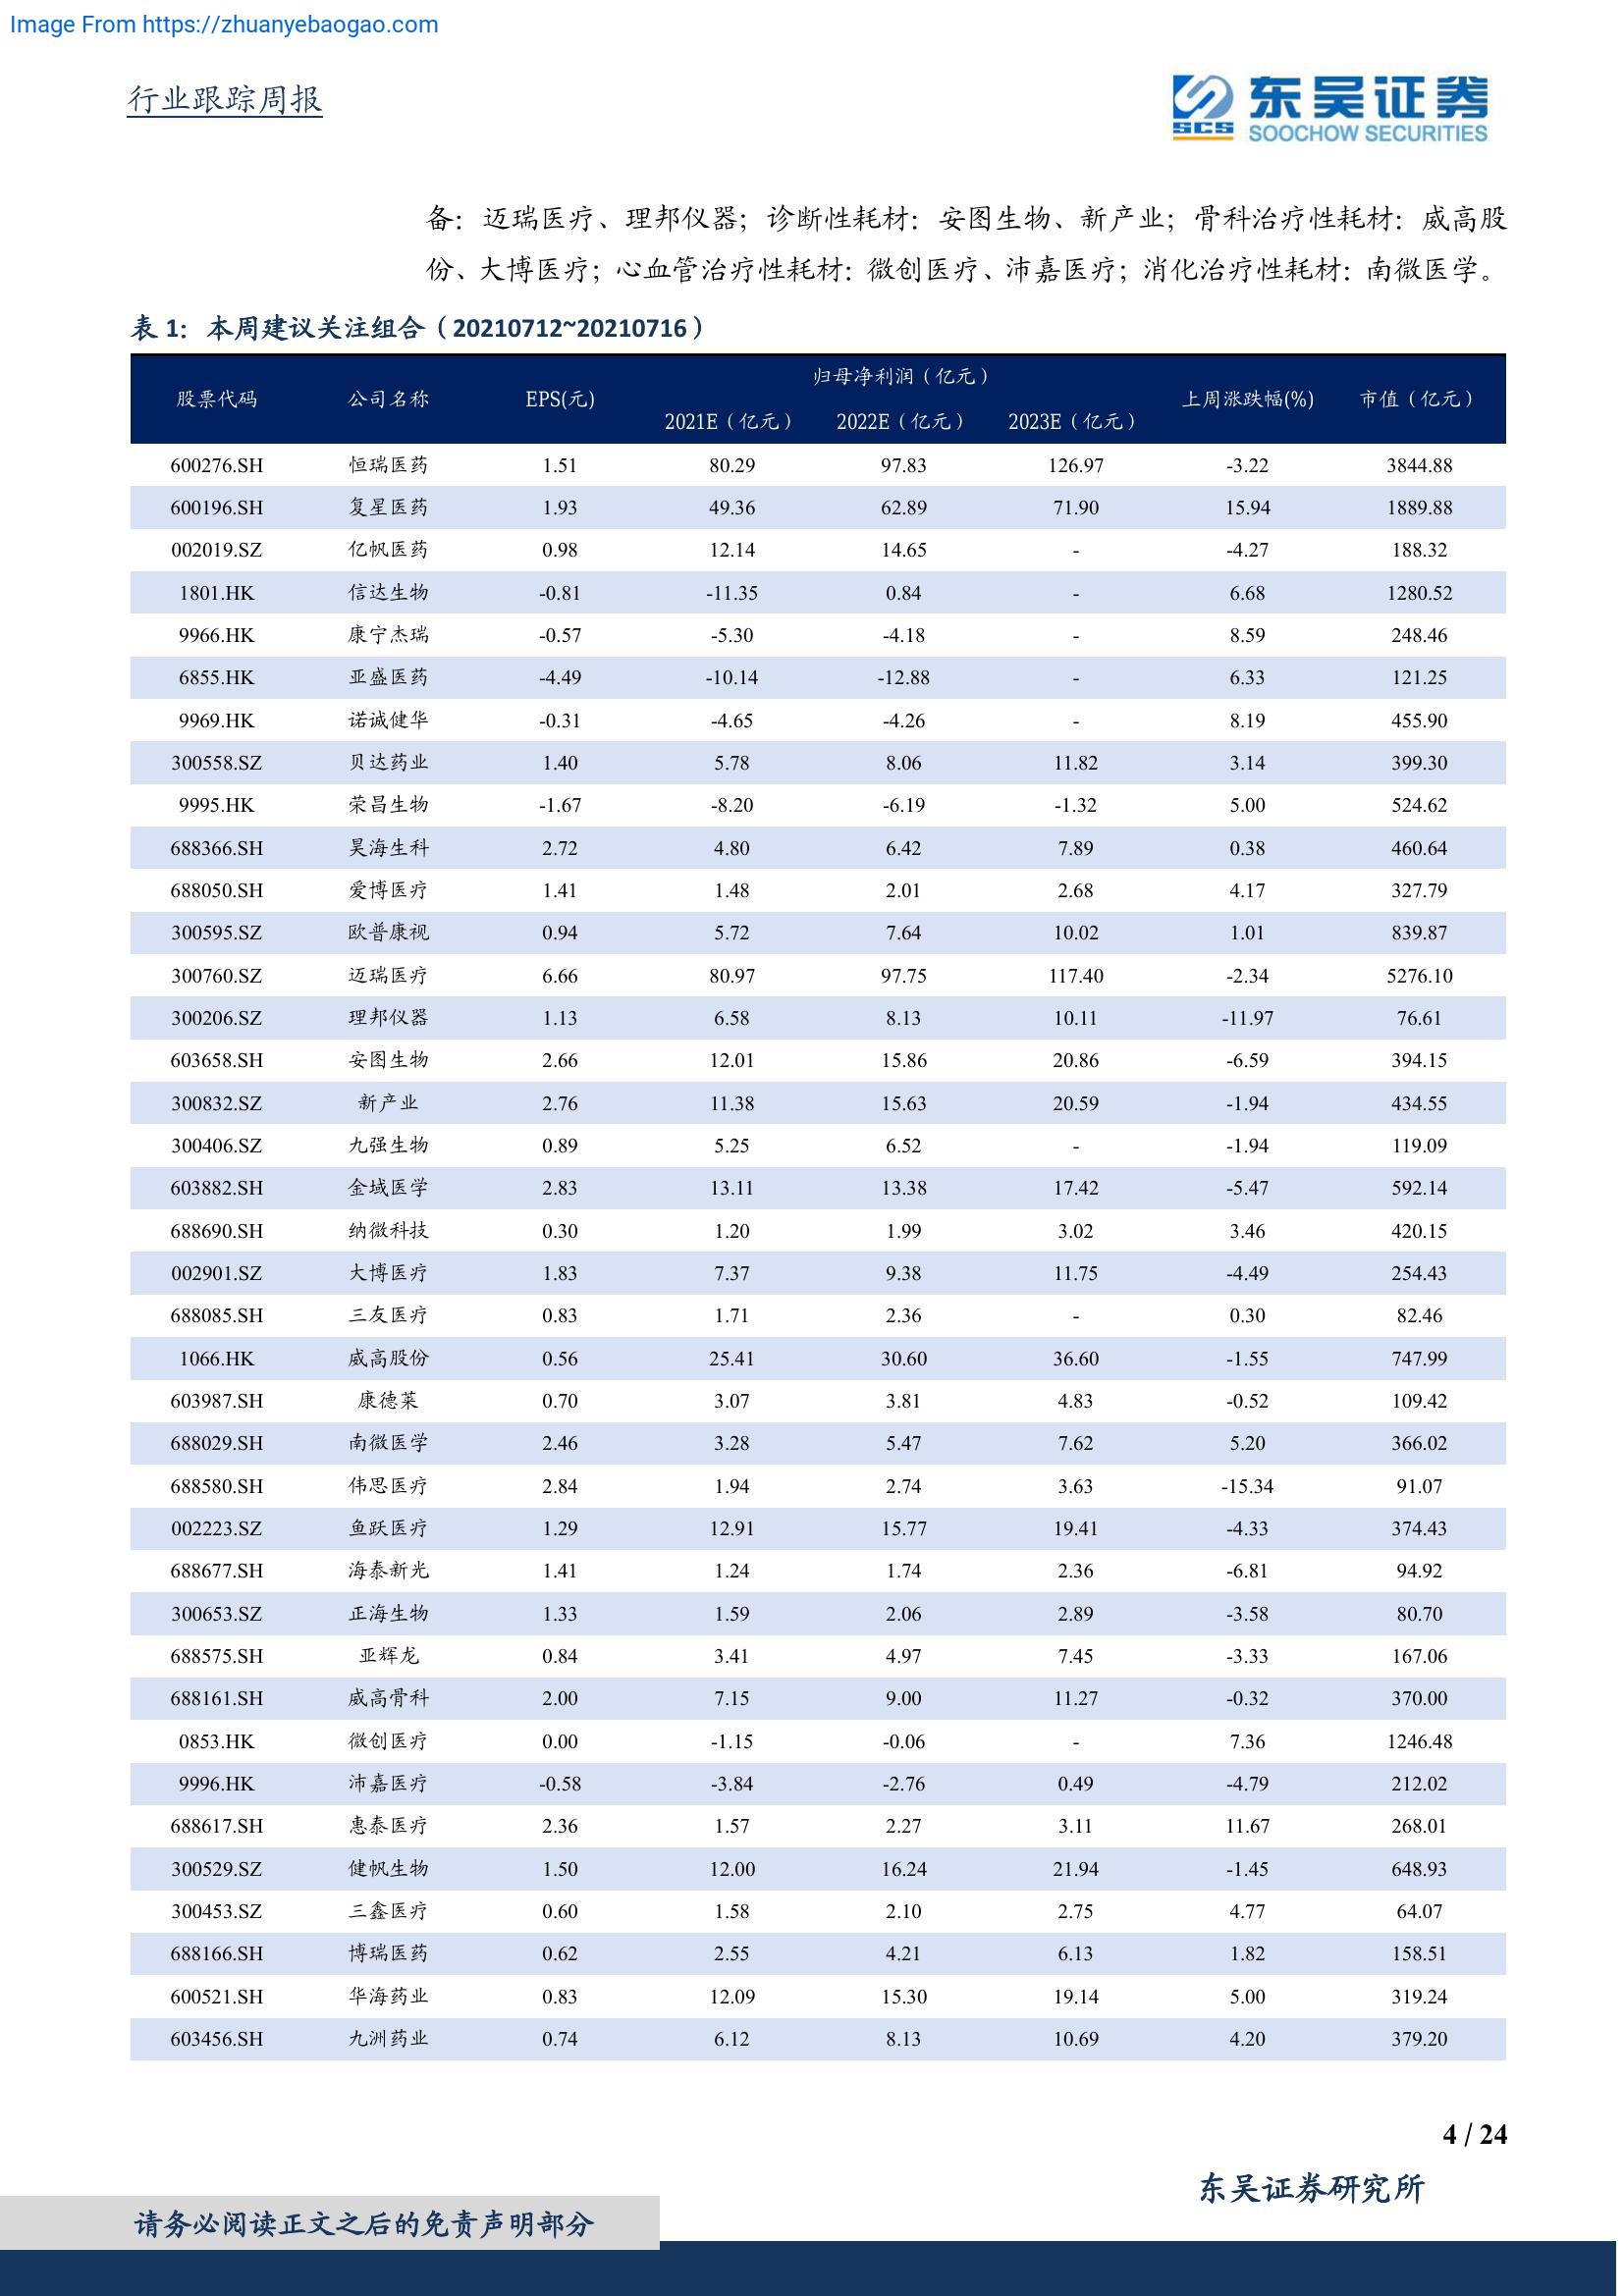 Image From https://zhuanyebaogao.com
行业跟踪周报
SCS 东吴证券
SOOCHOW SECURITIES
备：迈瑞医疗、理邦仪器；诊断性耗材：安图生物、新产业；骨科治疗性耗材：威高股
份、大博医疗；心血管治疗性耗材：微创医疗、沛嘉医疗；消化治疗性耗材：南微医学。
表 1：本周建议关注组合（20210712~20210716）
股票代码 公司名称 EPS(元) 归母净利润（亿元） 上周涨跌幅(%) 市值（亿元）
2021E（亿元） 2022E（亿元） 2023E（亿元）
600276.SH 恒瑞医药 1.51 80.29 97.83 126.97 -3.22 3844.88
600196.SH 复星医药 1.93 49.36 62.89 71.90 15.94 1889.88
002019.SZ 亿帆医药 0.98 12.14 14.65 - -4.27 188.32
1801.HK 信达生物 -0.81 -11.35 0.84 - 6.68 1280.52
9966.HK 康宁杰瑞 -0.57 -5.30 -4.18 - 8.59 248.46
6855.HK 亚盛医药 -4.49 -10.14 -12.88 - 6.33 121.25
9969.HK 诺诚健华 -0.31 -4.65 -4.26 - 8.19 455.90
300558.SZ 贝达药业 1.40 5.78 8.06 11.82 3.14 399.30
9995.HK 荣昌生物 -1.67 -8.20 -6.19 -1.32 5.00 524.62
688366.SH 昊海生科 2.72 4.80 6.42 7.89 0.38 460.64
688050.SH 爱博医疗 1.41 1.48 2.01 2.68 4.17 327.79
300595.SZ 欧普康视 0.94 5.72 7.64 10.02 1.01 839.87
300760.SZ 迈瑞医疗 6.66 80.97 97.75 117.40 -2.34 5276.10
300206.SZ 理邦仪器 1.13 6.58 8.13 10.11 -11.97 76.61
603658.SH 安图生物 2.66 12.01 15.86 20.86 -6.59 394.15
300832.SZ 新产业 2.76 11.38 15.63 20.59 -1.94 434.55
300406.SZ 九强生物 0.89 5.25 6.52 - -1.94 119.09
603882.SH 金域医学 2.83 13.11 13.38 17.42 -5.47 592.14
688690.SH 纳微科技 0.30 1.20 1.99 3.02 3.46 420.15
002901.SZ 大博医疗 1.83 7.37 9.38 11.75 -4.49 254.43
688085.SH 三友医疗 0.83 1.71 2.36 - 0.30 82.46
1066.HK 威高股份 0.56 25.41 30.60 36.60 -1.55 747.99
603987.SH 康德莱 0.70 3.07 3.81 4.83 -0.52 109.42
688029.SH 南微医学 2.46 3.28 5.47 7.62 5.20 366.02
688580.SH 伟思医疗 2.84 1.94 2.74 3.63 -15.34 91.07
002223.SZ 鱼跃医疗 1.29 12.91 15.77 19.41 -4.33 374.43
688677.SH 海泰新光 1.41 1.24 1.74 2.36 -6.81 94.92
300653.SZ 正海生物 1.33 1.59 2.06 2.89 -3.58 80.70
688575.SH 亚辉龙 0.84 3.41 4.97 7.45 -3.33 167.06
688161.SH 威高骨科 2.00 7.15 9.00 11.27 -0.32 370.00
0853.HK 微创医疗 0.00 -1.15 -0.06 - 7.36 1246.48
9996.HK 沛嘉医疗 -0.58 -3.84 -2.76 0.49 -4.79 212.02
688617.SH 惠泰医疗 2.36 1.57 2.27 3.11 11.67 268.01
300529.SZ 健帆生物 1.50 12.00 16.24 21.94 -1.45 648.93
300453.SZ 三鑫医疗 0.60 1.58 2.10 2.75 4.77 64.07
688166.SH 博瑞医药 0.62 2.55 4.21 6.13 1.82 158.51
600521.SH 华海药业 0.83 12.09 15.30 19.14 5.00 319.24
603456.SH 九洲药业 0.74 6.12 8.13 10.69 4.20 379.20
4 / 24
东吴证券研究所
请务必阅读正文之后的免责声明部分